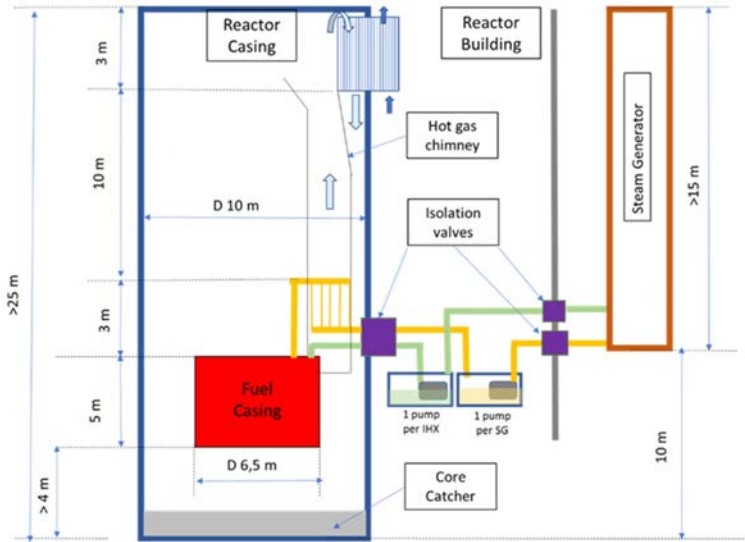 3 m
Reactor
Casing
Reactor
Building
Steam Generator
>15 m
Hot gas
chimney
10 m
>25 m
D 10 m
Isolation
valves
3 m
Fuel
Casing
5 m
1 pump
per IHX
1 pump
per SG
10 m
D 6,5 m
> 4 m
Core
Catcher